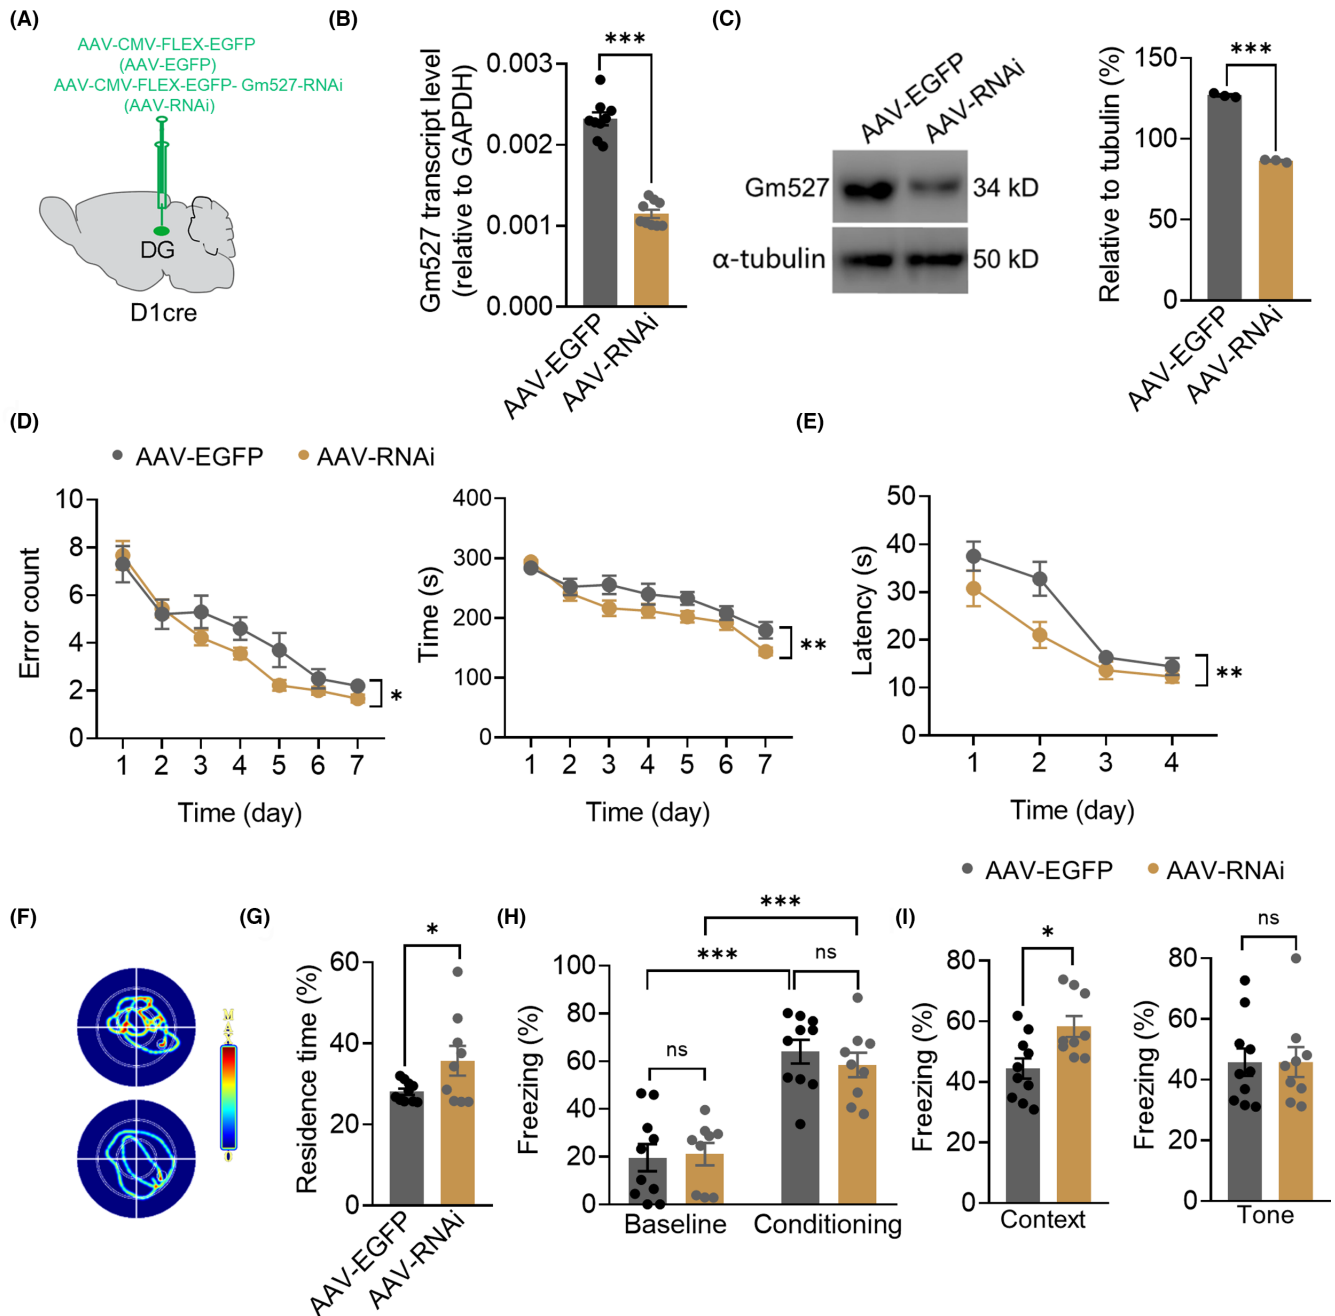 (A)
AAV-CMV-FLEX-EGFP
(AAV-EGFP)
AAV-CMV-FLEX-EGFP- Gm527-RNAi
(AAV-RNAi)
DG
D1cre
(B)
Gm527 transcript level
(relative to GAPDH)
0.003
0.002
0.001
0.000
***
AAV-EGFP
AAV-RNAi
(C)
AAV-EGFP
AAV-RNAi
Gm527
34 kD
α-tubulin
50 kD
Relative to tubulin (%)
150
100
50
0
***
AAV-EGFP
AAV-RNAi
(D)
AAV-EGFP
AAV-RNAi
Error count
10
8
6
4
2
0
*
1 2 3 4 5 6 7
Time (day)
Time (s)
400
300
200
100
0
**
1 2 3 4 5 6 7
Time (day)
(E)
Latency (s)
50
40
30
20
10
0
**
1 2 3 4
Time (day)
AAV-EGFP
AAV-RNAi
(F)
(G)
Residence time (%)
60
40
20
0
*
AAV-EGFP
AAV-RNAi
(H)
Freezing (%)
100
80
60
40
20
0
ns
***
***
ns
Baseline
Conditioning
(I)
Freezing (%)
80
60
40
20
0
*
Context
Freezing (%)
80
60
40
20
0
ns
Tone